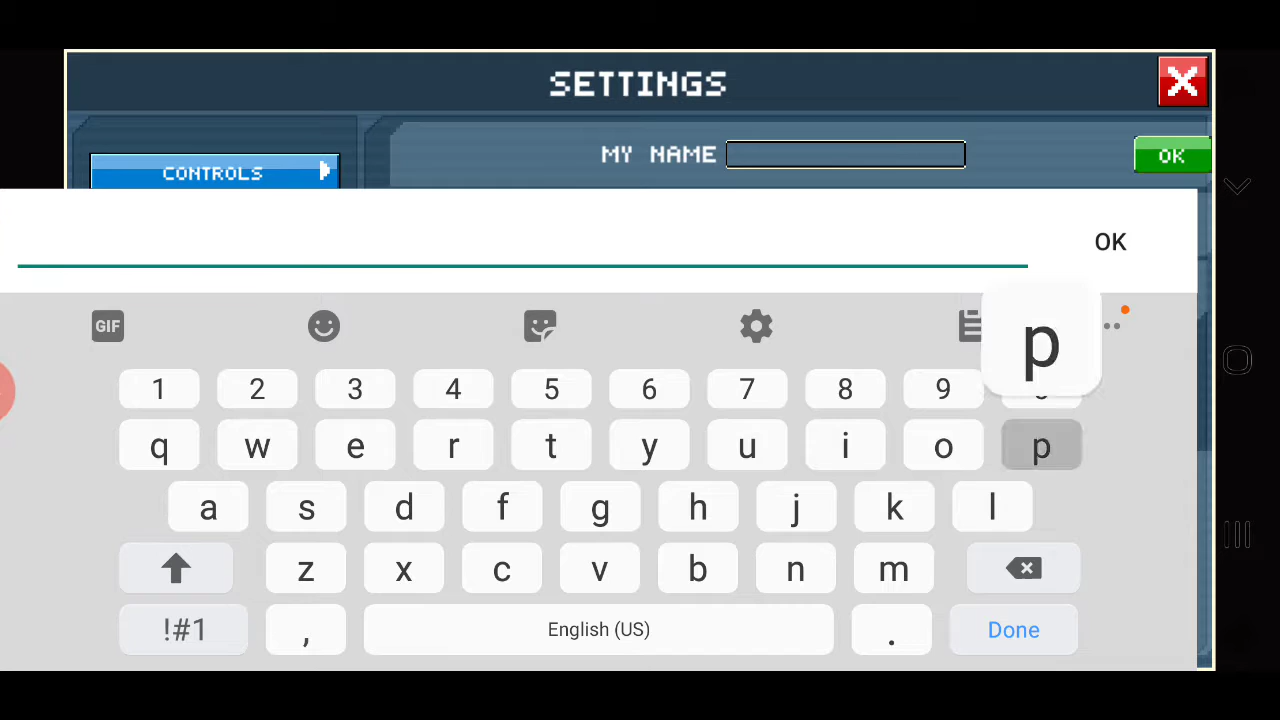 SETTINGS
MY NAME
OK
CONTROLS
OK
GIF
p
1 2 3 4 5 6 7 8 9
q w e r t y u i o p
a s d f g h j k l
z x c v b n m
!#1 , English (US) . Done